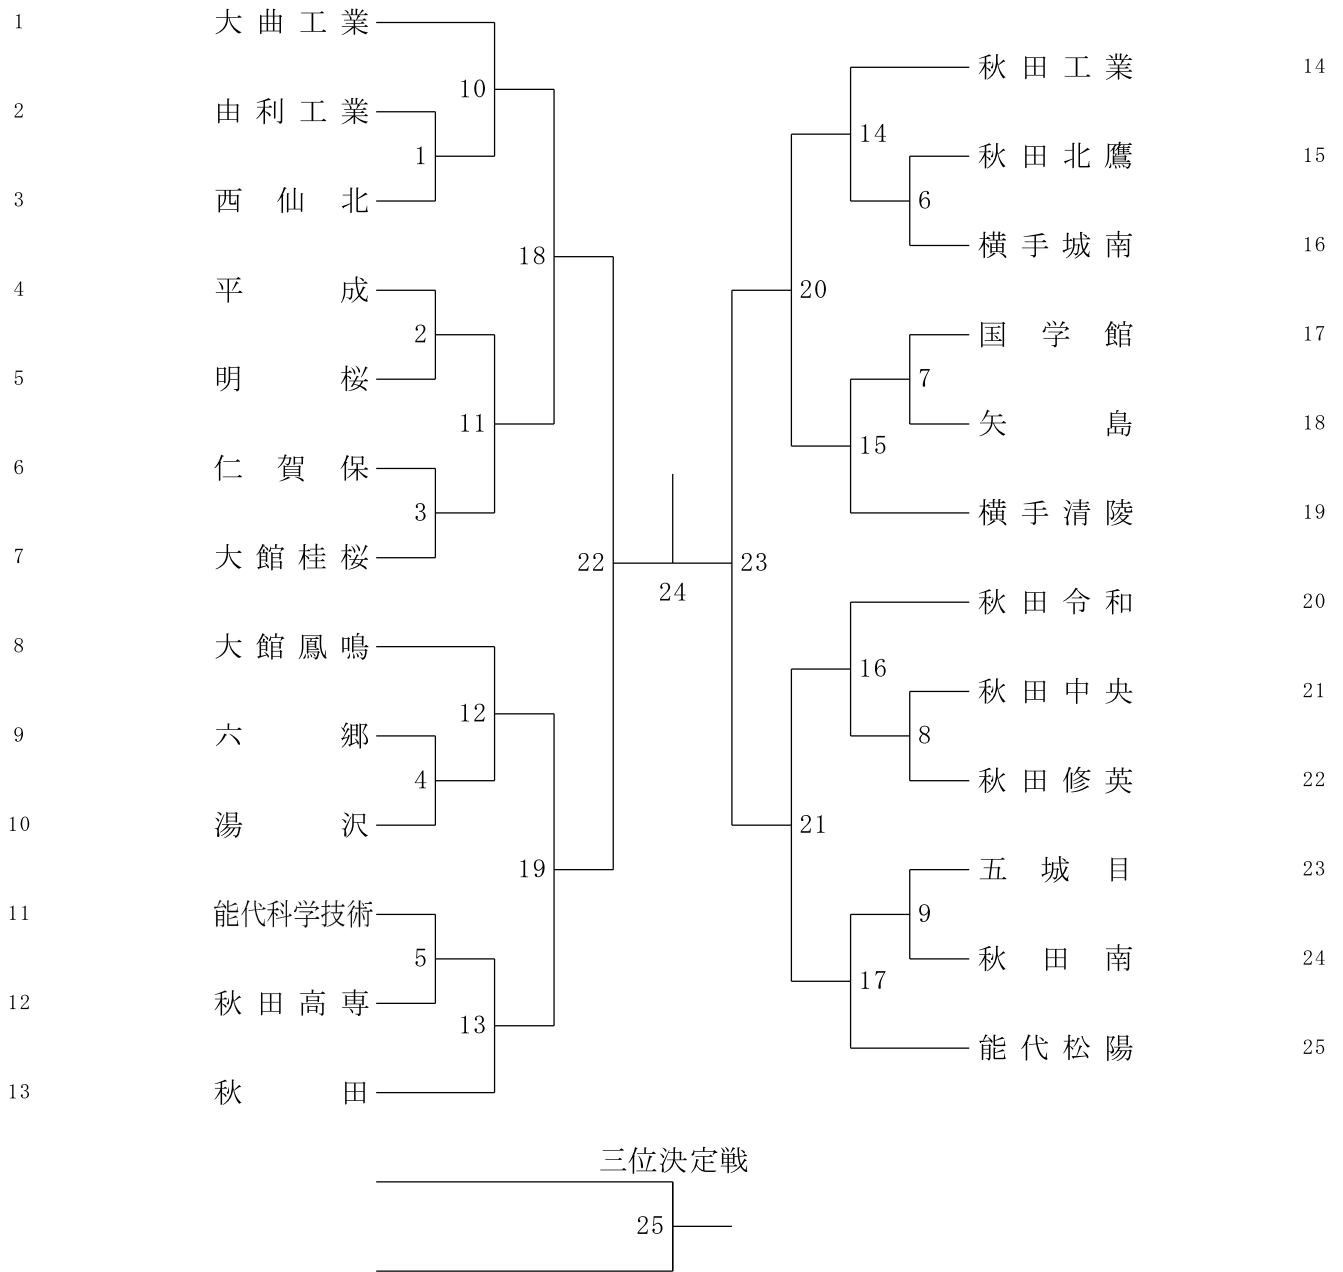 1 大曲工業
秋田工業 14
10
2 由利工業
14
1
秋田北鷹 15
3 西仙北
6
横手城南 16
18
4 平成
20
2
国学館 17
5 明桜
7
11
矢島 18
15
6 仁賀保
3
横手清陵 19
7 大館桂桜
22
23
24
秋田令和 20
8 大館鳳鳴
16
12
秋田中央 21
9 六郷
8
4
秋田修英 22
10 湯沢
21
19
五城目 23
11 能代科学技術
9
5
秋田南 24
17
12 秋田高専
13
能代松陽 25
13 秋田
三位決定戦
25